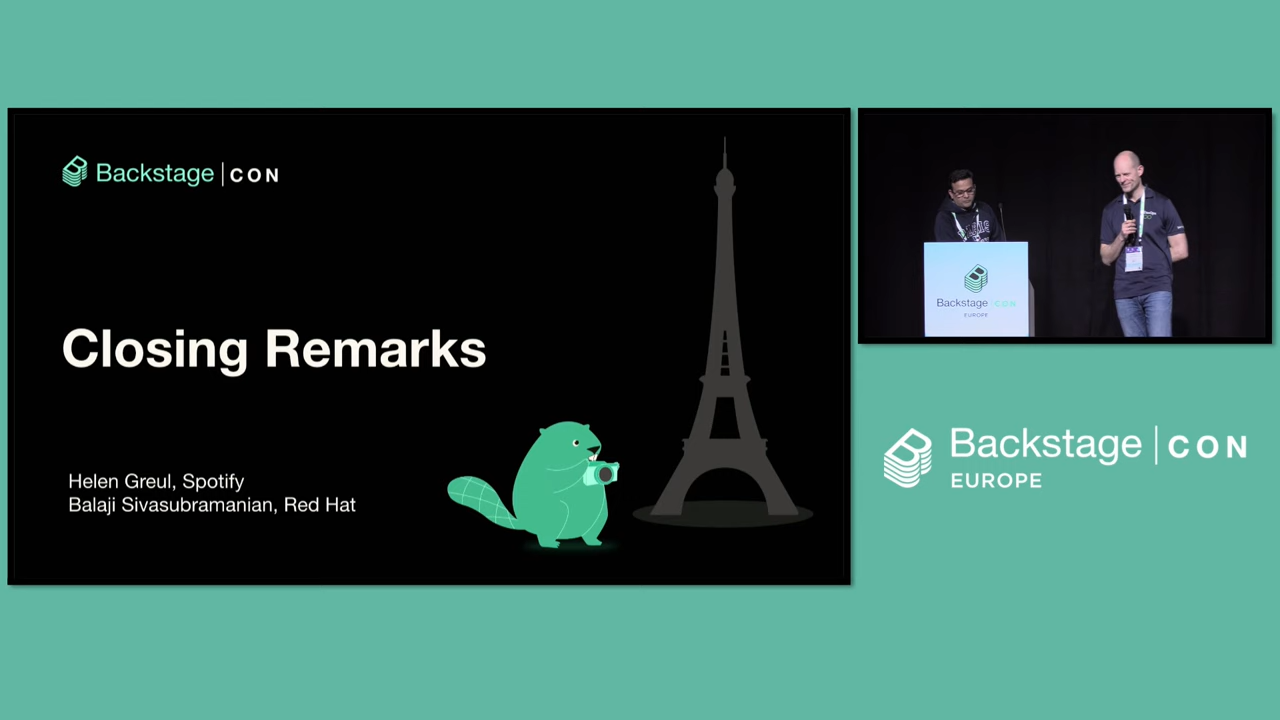 Backstage | CON
Closing Remarks
Helen Greul, Spotify
Balaji Sivasubramanian, Red Hat
Backstage | CON
EUROPE
Backstage | CON
EUROPE